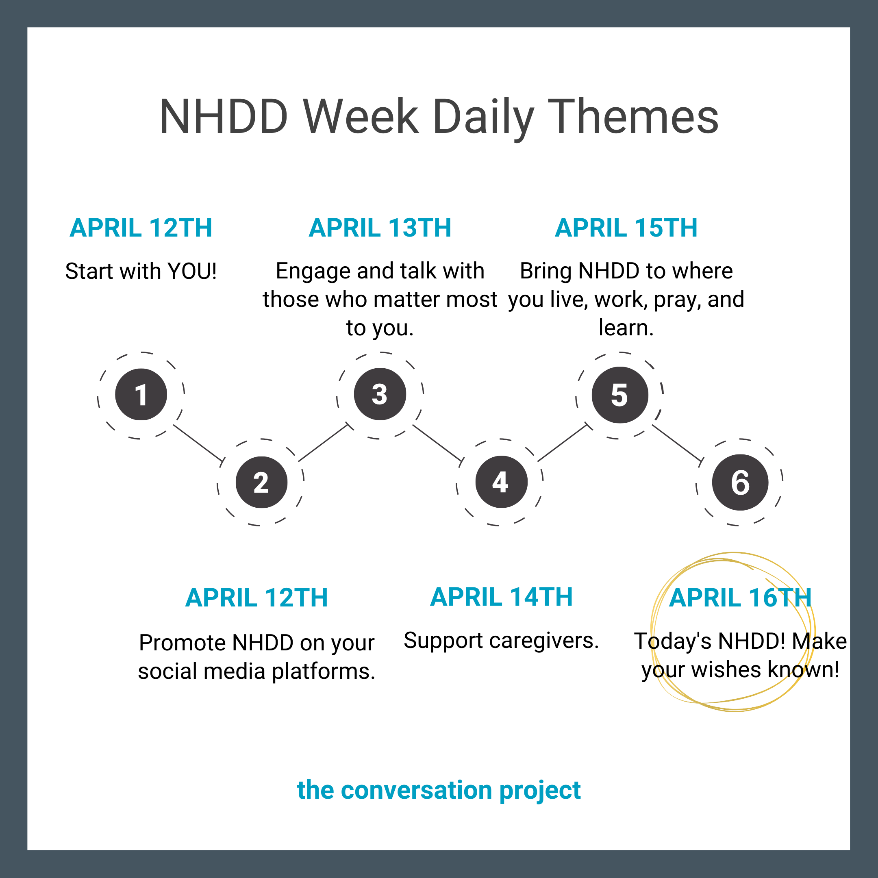 NHDD Week Daily Themes
APRIL 12TH
Start with YOU!
APRIL 13TH
Engage and talk with
those who matter most
to you.
APRIL 15TH
Bring NHDD to where
you live, work, pray, and
learn.
1
2
3
4
5
6
APRIL 12TH
Promote NHDD on your
social media platforms.
APRIL 14TH
Support caregivers.
APRIL 16TH
Today's NHDD! Make
your wishes known!
the conversation project